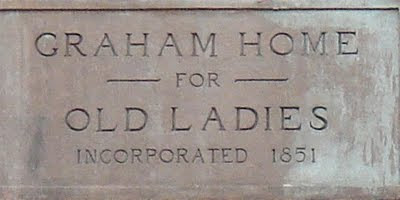 GRAHAM HOME
FOR
OLD LADIES
INCORPORATED 1851